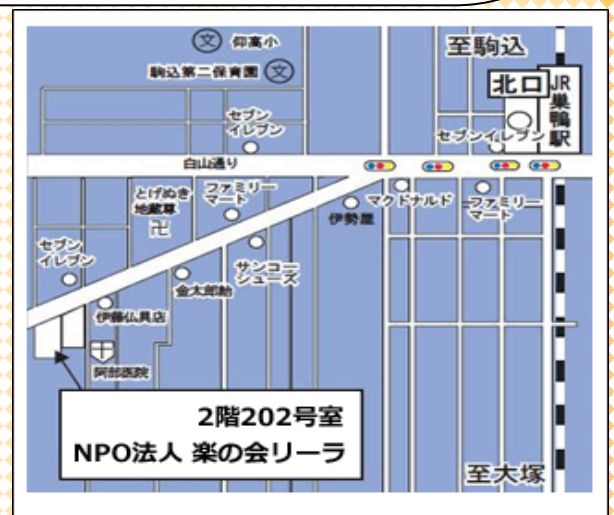 文 仰高小
至駒込
駒込第二保育園 文
北口
JR
巣鴨
駅
セブン
イレブン
セブンイレブン
白山通り
とげぬき
地蔵尊
卍
ファミリー
マート
伊勢屋
マクドナルド
ファミリー
マート
セブン
イレブン
サンコー
シューズ
金太郎飴
伊藤仏具店
阿部医院
2階202号室
NPO法人 楽の会リーラ
至大塚